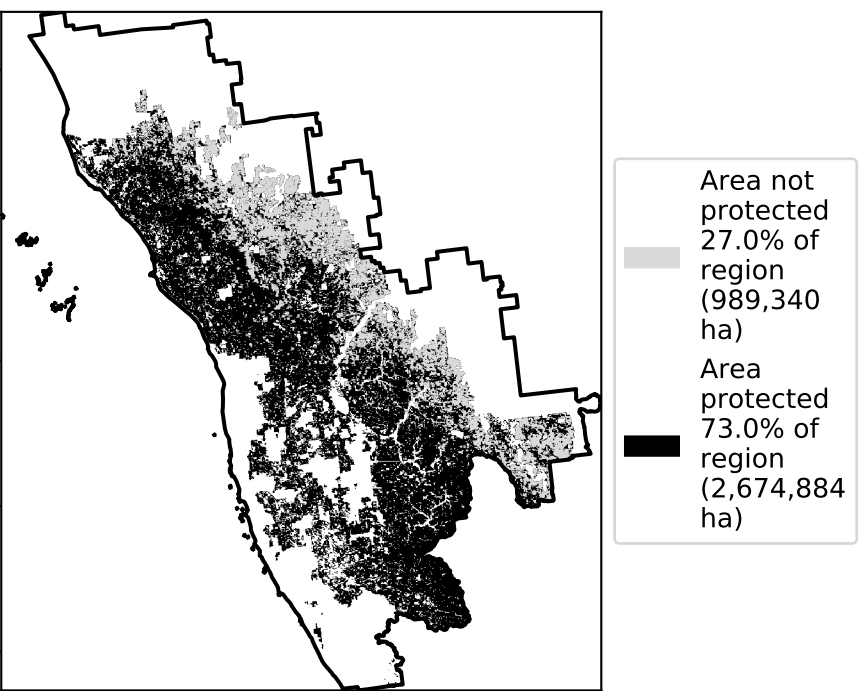 Area not
protected
27.0% of
region
(989,340
ha)
Area
protected
73.0% of
region
(2,674,884
ha)